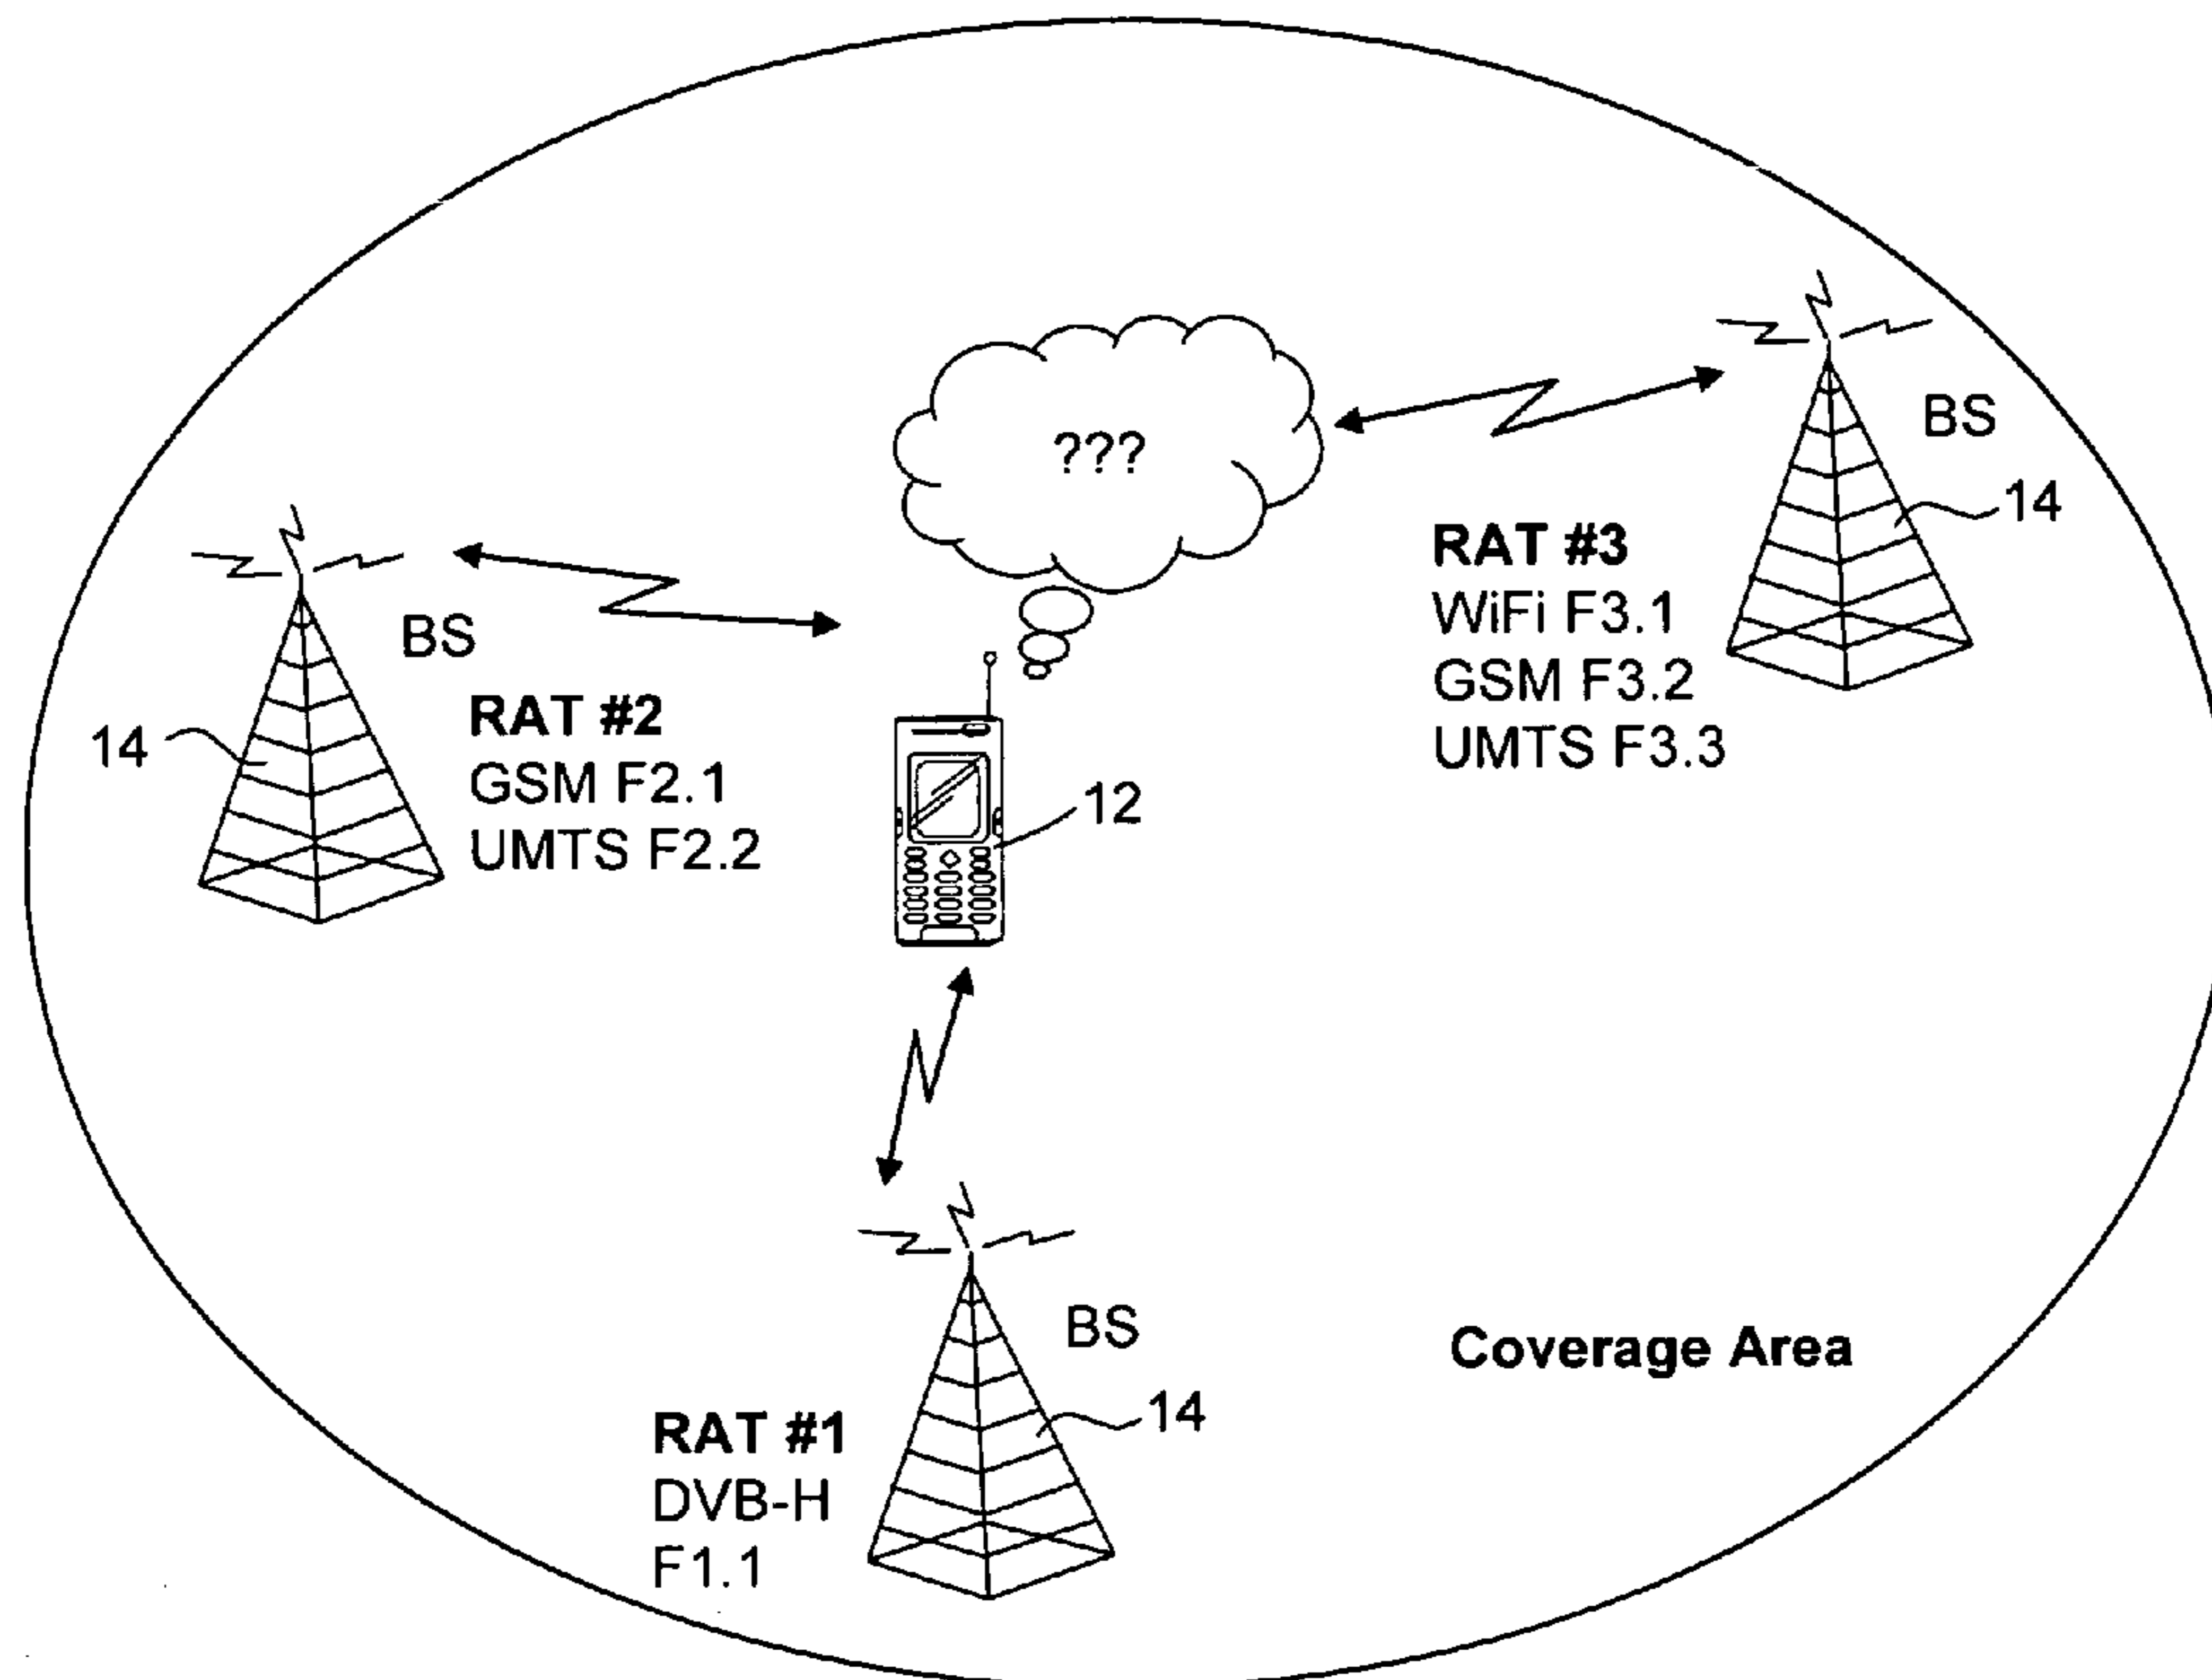 ???
BS
14
RAT #3
WiFi F3.1
GSM F3.2
UMTS F3.3
BS
14
RAT #2
GSM F2.1
UMTS F2.2
12
BS
14
RAT #1
DVB-H
F1.1
Coverage Area